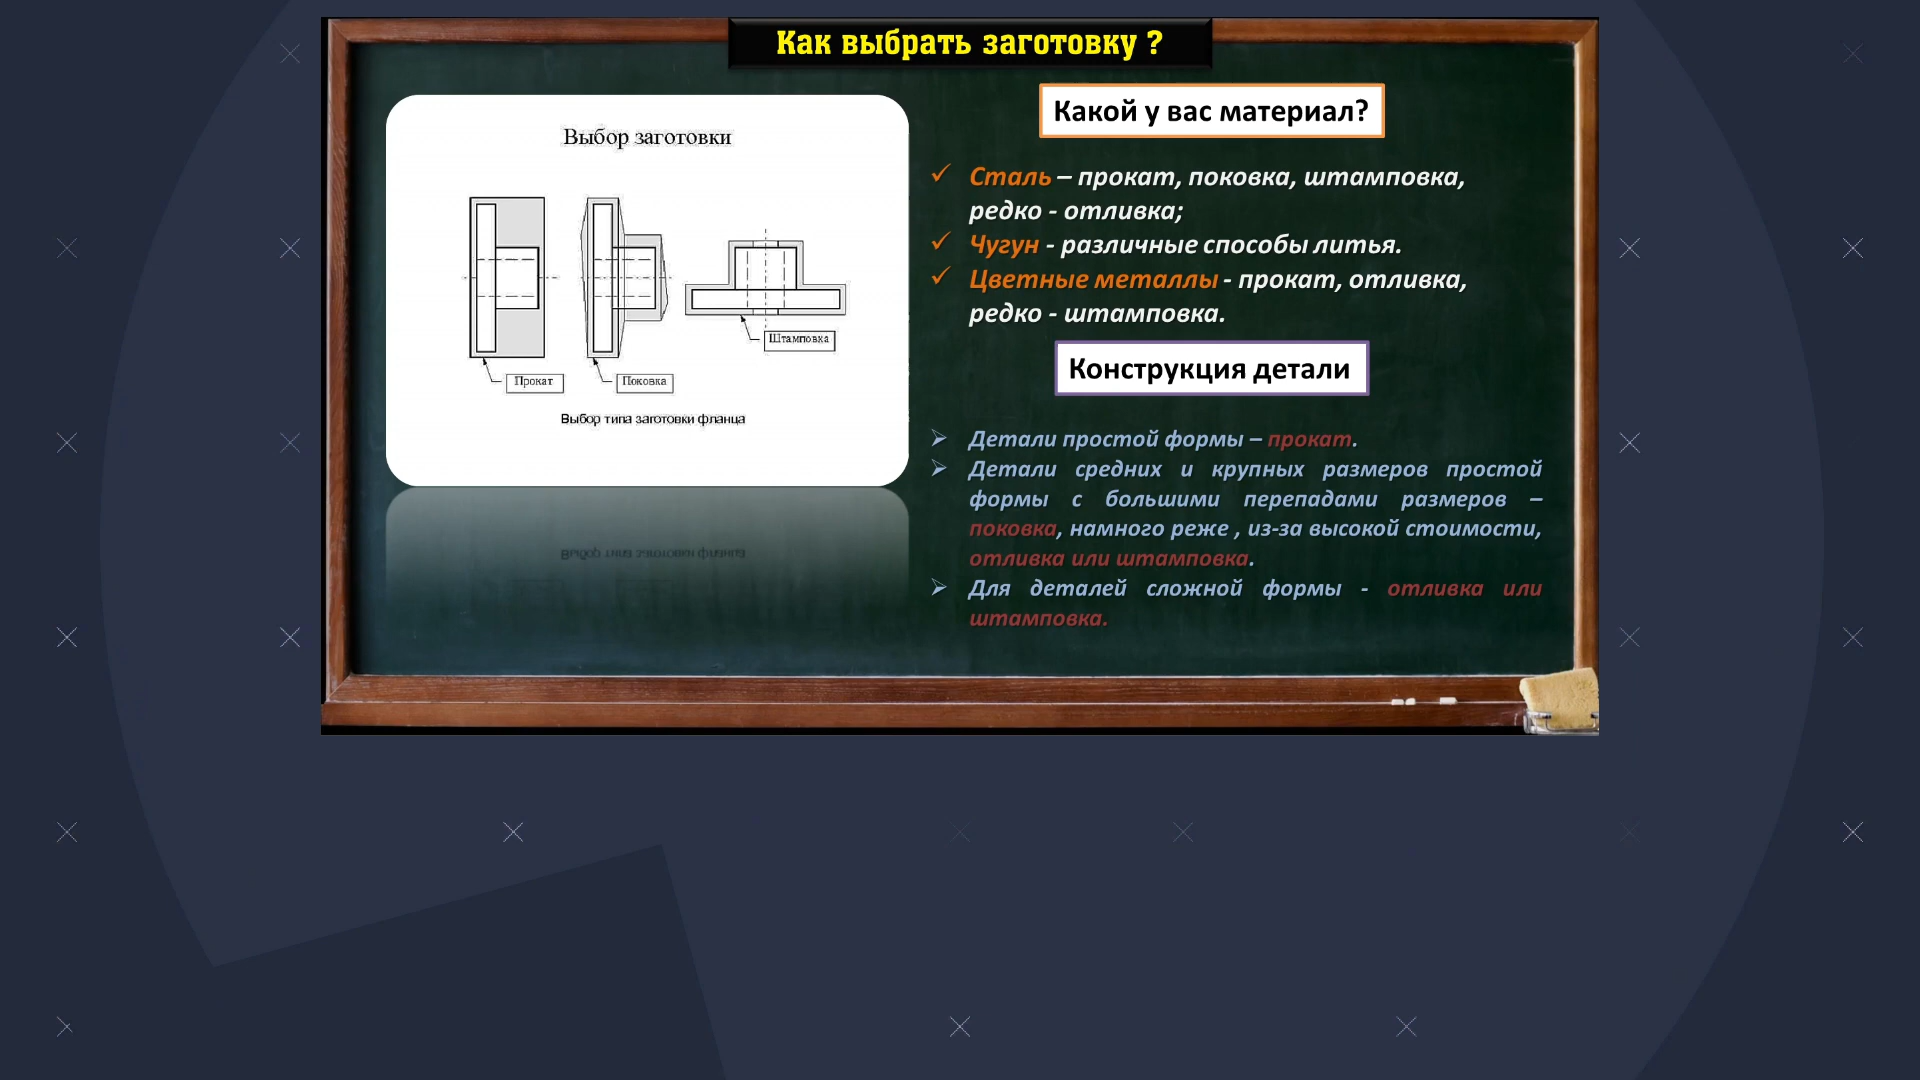 Как выбрать заготовку ?
Выбор заготовки
Прокат
Поковка
Штамповка
Выбор типа заготовки фланца
Какой у вас материал?
Сталь – прокат, поковка, штамповка,
редко - отливка;
Чугун - различные способы литья.
Цветные металлы - прокат, отливка,
редко - штамповка.
Конструкция детали
Детали простой формы – прокат.
Детали средних и крупных размеров простой
формы с большими перепадами размеров –
поковка, намного реже , из-за высокой стоимости,
отливка или штамповка.
Для деталей сложной формы - отливка или
штамповка.